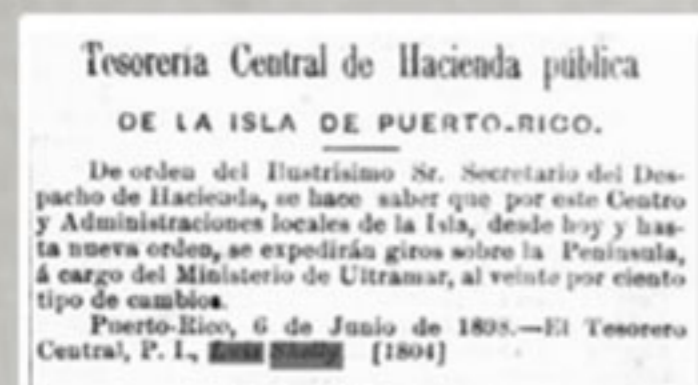 Tesorería Central de Hacienda pública
DE LA ISLA DE PUERTO-RICO.
De orden del Ilustrísimo Sr. Secretario del Des-
pacho de Hacienda, se hace saber que por este Centro
y Administraciones locales de la Isla, desde hoy y has-
ta nueva orden, se expedirán giros sobre la Península,
á cargo del Ministerio de Ultramar, al veinte por ciento
tipo de cambios.
Puerto-Rico, 6 de Junio de 1898.—El Tesorero
Central, P. I., Luis Shelly [1804]